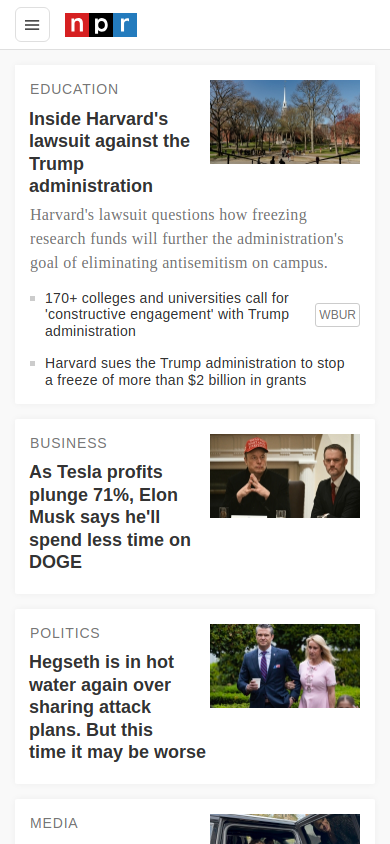 npr
EDUCATION
Inside Harvard's
lawsuit against the
Trump
administration
Harvard's lawsuit questions how freezing
research funds will further the administration's
goal of eliminating antisemitism on campus.
170+ colleges and universities call for
'constructive engagement' with Trump
administration
WBUR
Harvard sues the Trump administration to stop
a freeze of more than $2 billion in grants
BUSINESS
As Tesla profits
plunge 71%, Elon
Musk says he'll
spend less time on
DOGE
POLITICS
Hegseth is in hot
water again over
sharing attack
plans. But this
time it may be worse
MEDIA